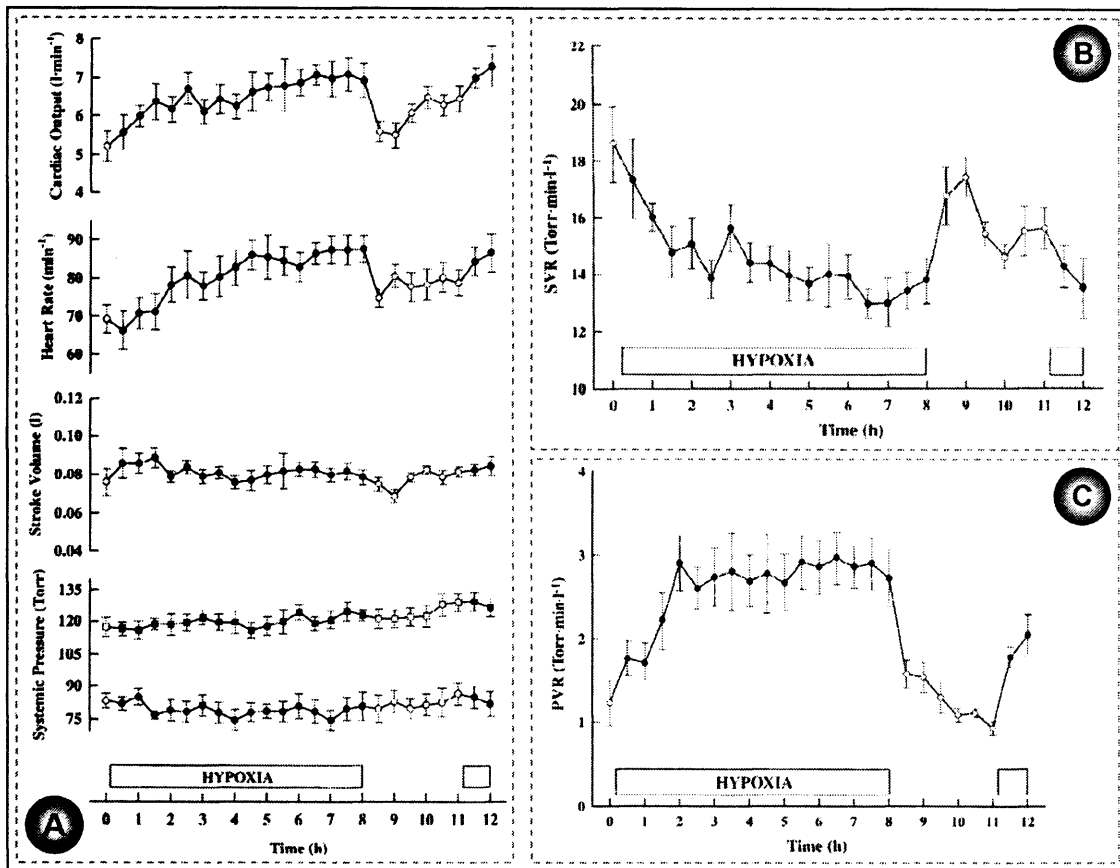 Cardiac Output (l·min⁻¹)
8
7
6
5
4
Heart Rate (min⁻¹)
90
80
70
60
Stroke Volume (l)
0.12
0.10
0.08
0.06
0.04
Systemic Pressure (Torr)
135
120
105
90
75
HYPOXIA
0 1 2 3 4 5 6 7 8 9 10 11 12
Time (h)
A
B
SVR (Torr·min·l⁻¹)
22
20
18
16
14
12
10
HYPOXIA
0 1 2 3 4 5 6 7 8 9 10 11 12
Time (h)
C
PVR (Torr·min·l⁻¹)
4
3
2
1
0
HYPOXIA
0 1 2 3 4 5 6 7 8 9 10 11 12
Time (h)